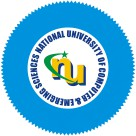 NATIONAL UNIVERSITY OF COMPUTER & EMERGING SCIENCES
nu